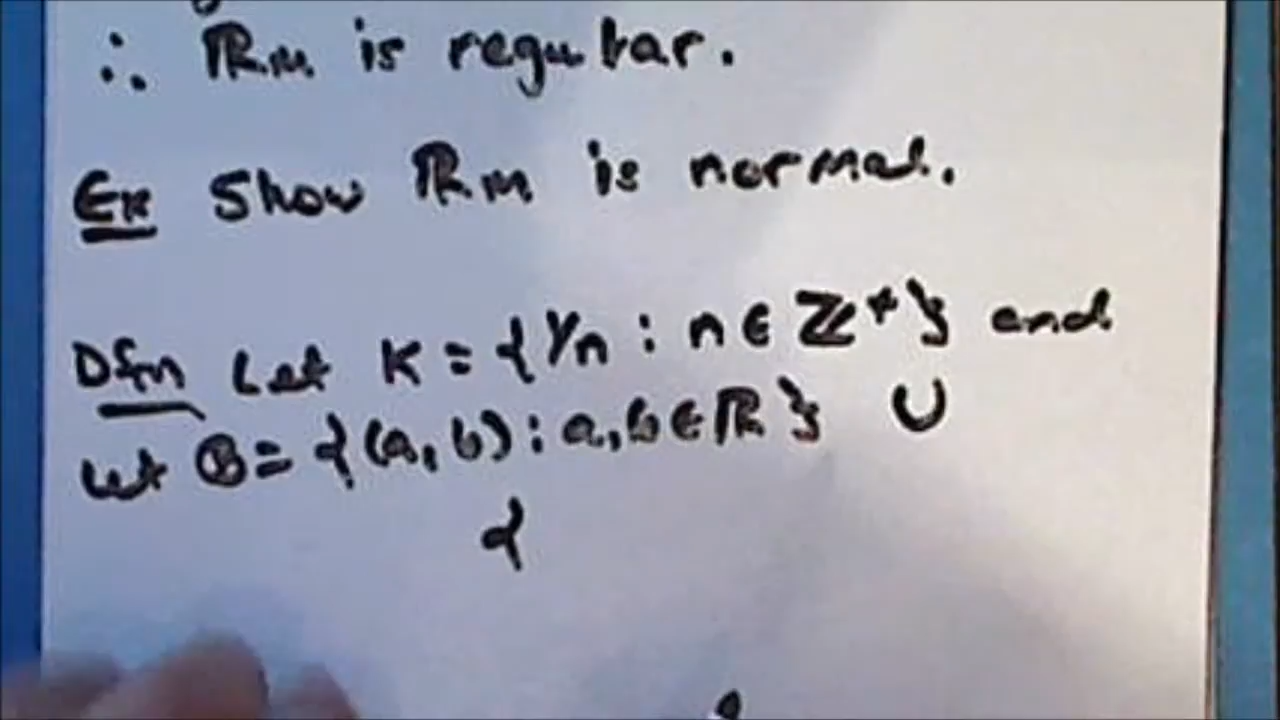 ∴ ℝm is regular.
Ex Show ℝm is normal.
Dfn Let K = {1/n : n ∈ ℤ⁺} and
Let ℬ = {(a, b) : a, b ∈ ℝ} ∪
{